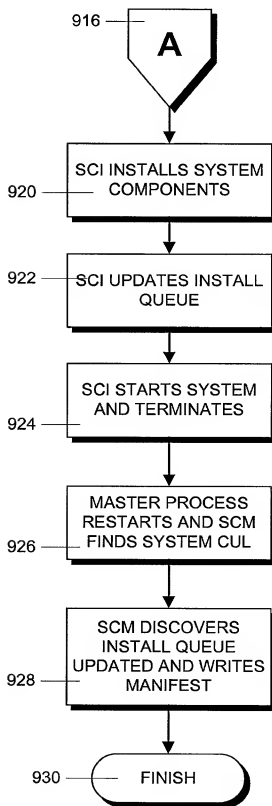 916
A
SCI INSTALLS SYSTEM
COMPONENTS
920
SCI UPDATES INSTALL
QUEUE
922
SCI STARTS SYSTEM
AND TERMINATES
924
MASTER PROCESS
RESTARTS AND SCM
FINDS SYSTEM CUL
926
SCM DISCOVERS
INSTALL QUEUE
UPDATED AND WRITES
MANIFEST
928
930
FINISH